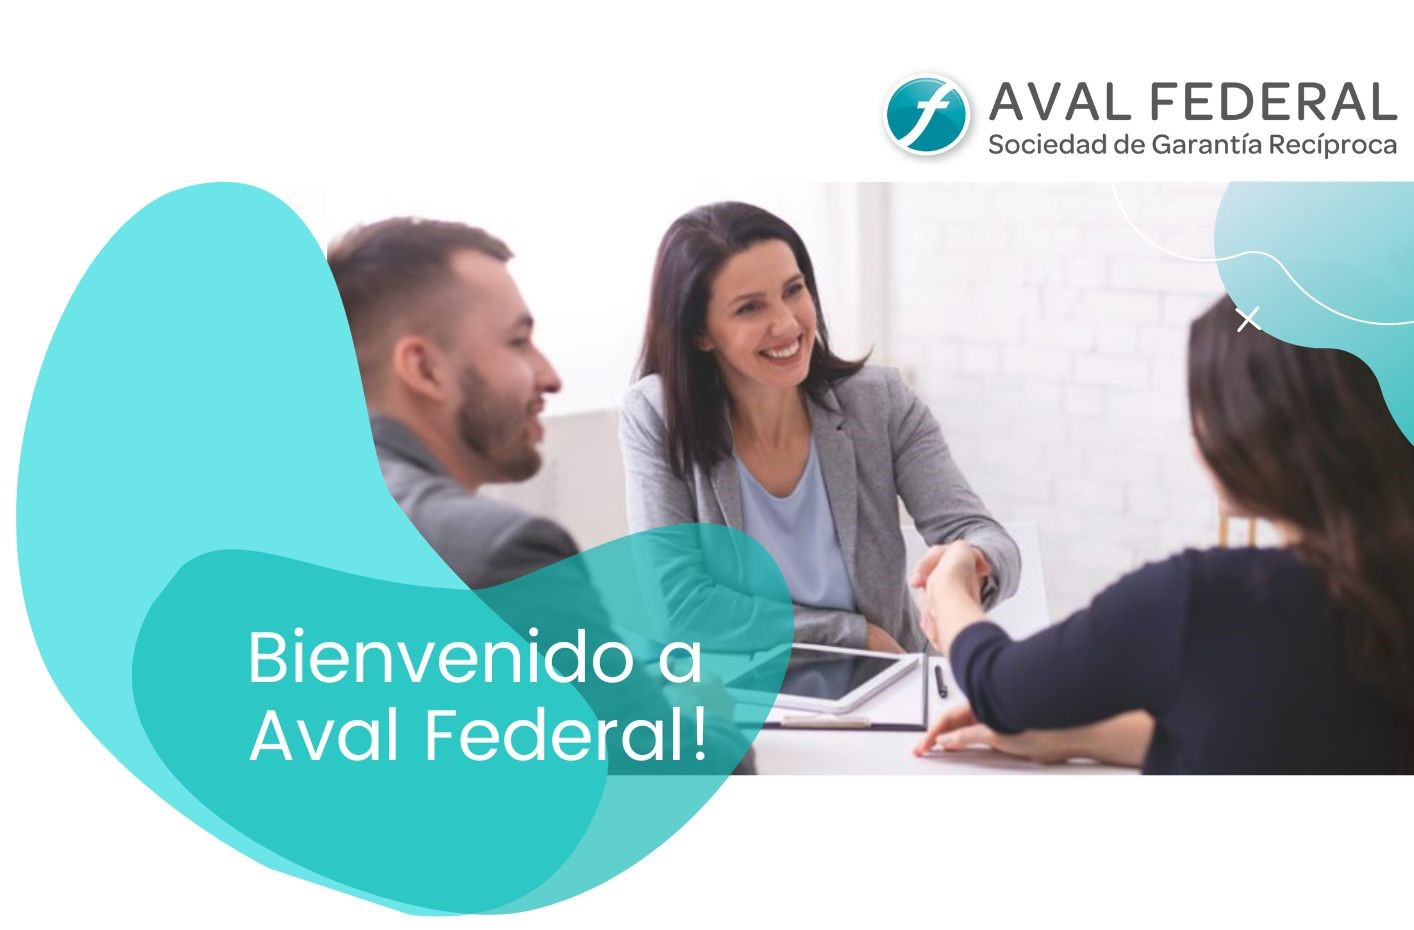 AVAL FEDERAL
Sociedad de Garantía Recíproca
Bienvenido a
Aval Federal!